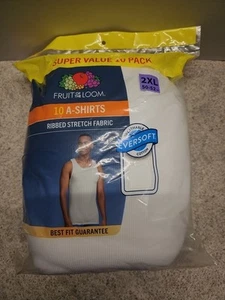 SUPER VALUE 10 PACK
2XL
FRUIT OF THE LOOM.
10 A-SHIRTS
RIBBED STRETCH FABRIC
EVERSOFT
BEST FIT GUARANTEE